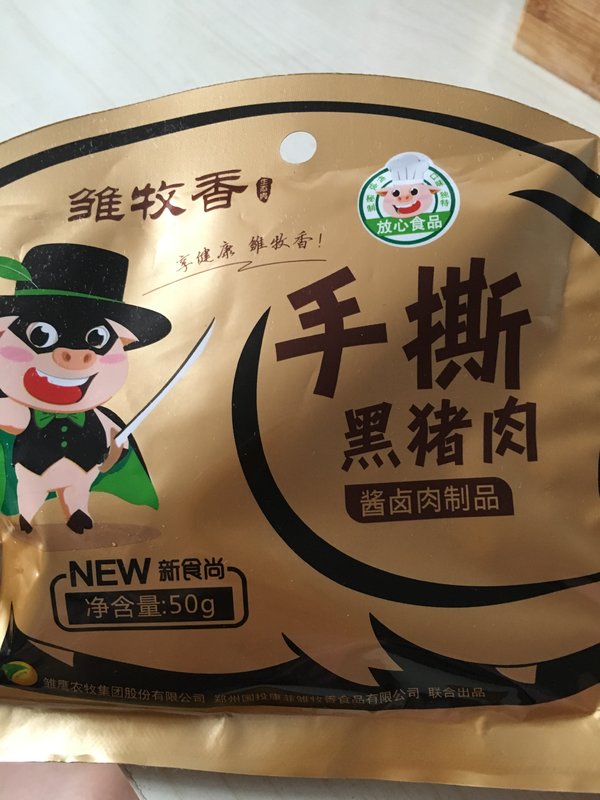 雏牧香
生态肉
享健康 雏牧香!
放心食品
手撕
黑猪肉
酱卤肉制品
NEW 新食尚
净含量:50g
雏鹰农牧集团股份有限公司 郑州国投康菲雏牧香食品有限公司 联合出品